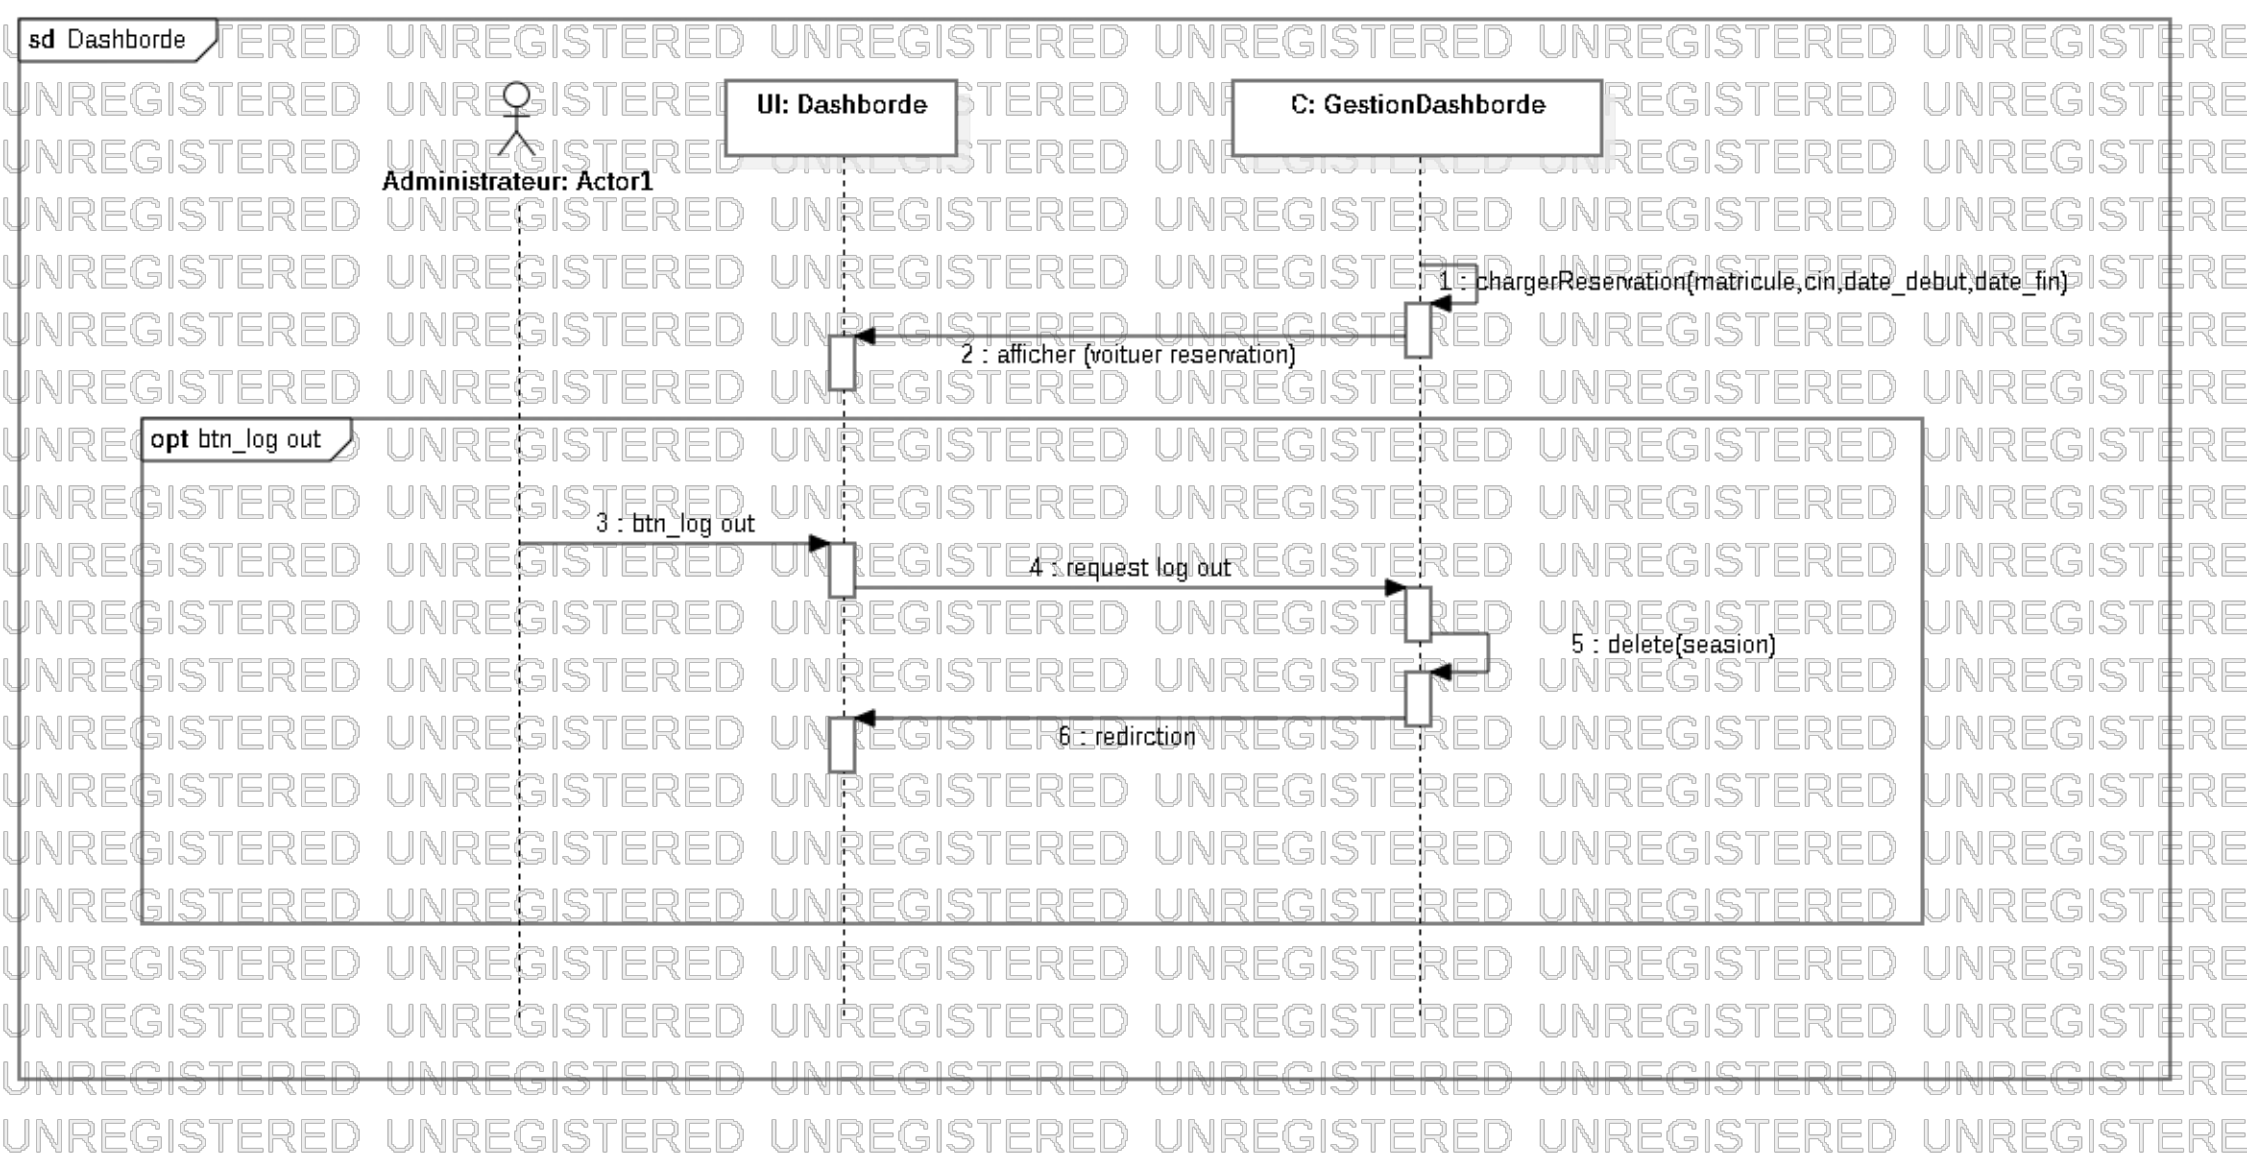 sd Dashborde
UI: Dashborde
C: GestionDashborde
Administrateur: Actor1
1 : chargerReservation(matricule,cin,date_debut,date_fin)
2 : afficher (voituer reservation)
opt btn_log out
3 : btn_log out
4 : request log out
5 : delete(seasion)
6 : redirction
UNREGISTERED UNREGISTERED UNREGISTERED UNREGISTERED UNREGISTERED